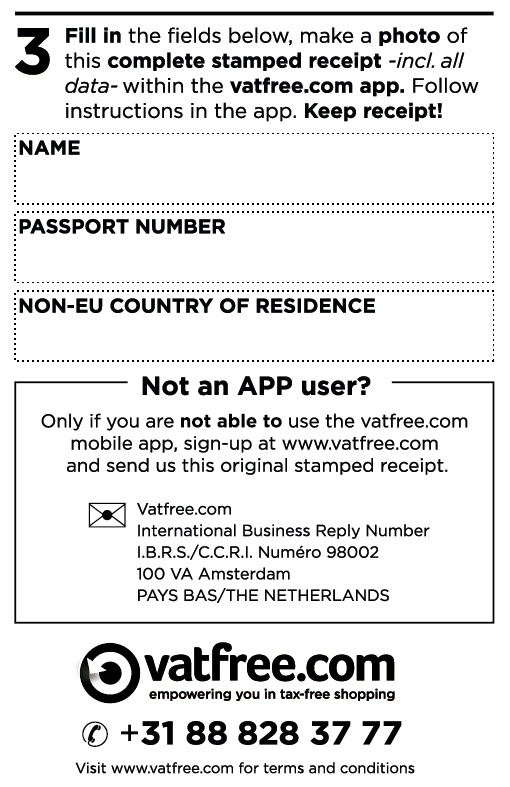 3 Fill in the fields below, make a photo of
this complete stamped receipt -incl. all
data- within the vatfree.com app. Follow
instructions in the app. Keep receipt!
NAME
PASSPORT NUMBER
NON-EU COUNTRY OF RESIDENCE
Not an APP user?
Only if you are not able to use the vatfree.com
mobile app, sign-up at www.vatfree.com
and send us this original stamped receipt.
Vatfree.com
International Business Reply Number
I.B.R.S./C.C.R.I. Numéro 98002
100 VA Amsterdam
PAYS BAS/THE NETHERLANDS
vatfree.com
empowering you in tax-free shopping
+31 88 828 37 77
Visit www.vatfree.com for terms and conditions